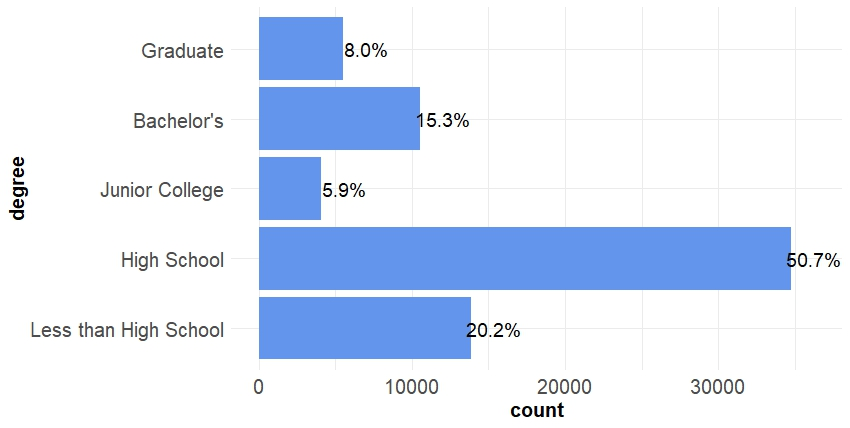 Graduate
8.0%
Bachelor's
15.3%
Junior College
5.9%
High School
50.7%
Less than High School
20.2%
degree
0
10000
20000
30000
count